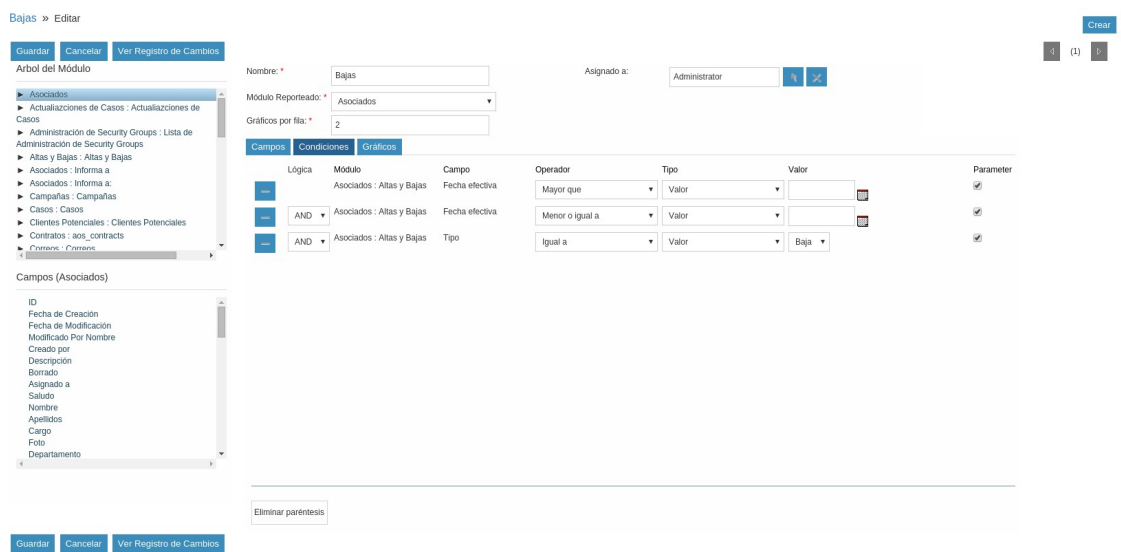 Bajas » Editar
Crear
Guardar Cancelar Ver Registro de Cambios
(1)
Arbol del Módulo
Asociados
Actualiazciones de Casos : Actualiazciones de
Casos
Administración de Security Groups : Lista de
Administración de Security Groups
Altas y Bajas : Altas y Bajas
Asociados : Informa a
Asociados : Informa a:
Campañas : Campañas
Casos : Casos
Clientes Potenciales : Clientes Potenciales
Contratos : aos_contracts
Correos : Correos
Campos (Asociados)
ID
Fecha de Creación
Fecha de Modificación
Modificado Por Nombre
Creado por
Descripción
Borrado
Asignado a
Saludo
Nombre
Apellidos
Cargo
Foto
Departamento
Nombre: * Bajas Asignado a: Administrator
Módulo Reporteado: * Asociados
Gráficos por fila: * 2
Campos Condiciones Gráficos
Lógica Módulo Campo Operador Tipo Valor Parameter
Asociados : Altas y Bajas Fecha efectiva Mayor que Valor
AND Asociados : Altas y Bajas Fecha efectiva Menor o igual a Valor
AND Asociados : Altas y Bajas Tipo Igual a Valor Baja
Eliminar paréntesis
Guardar Cancelar Ver Registro de Cambios